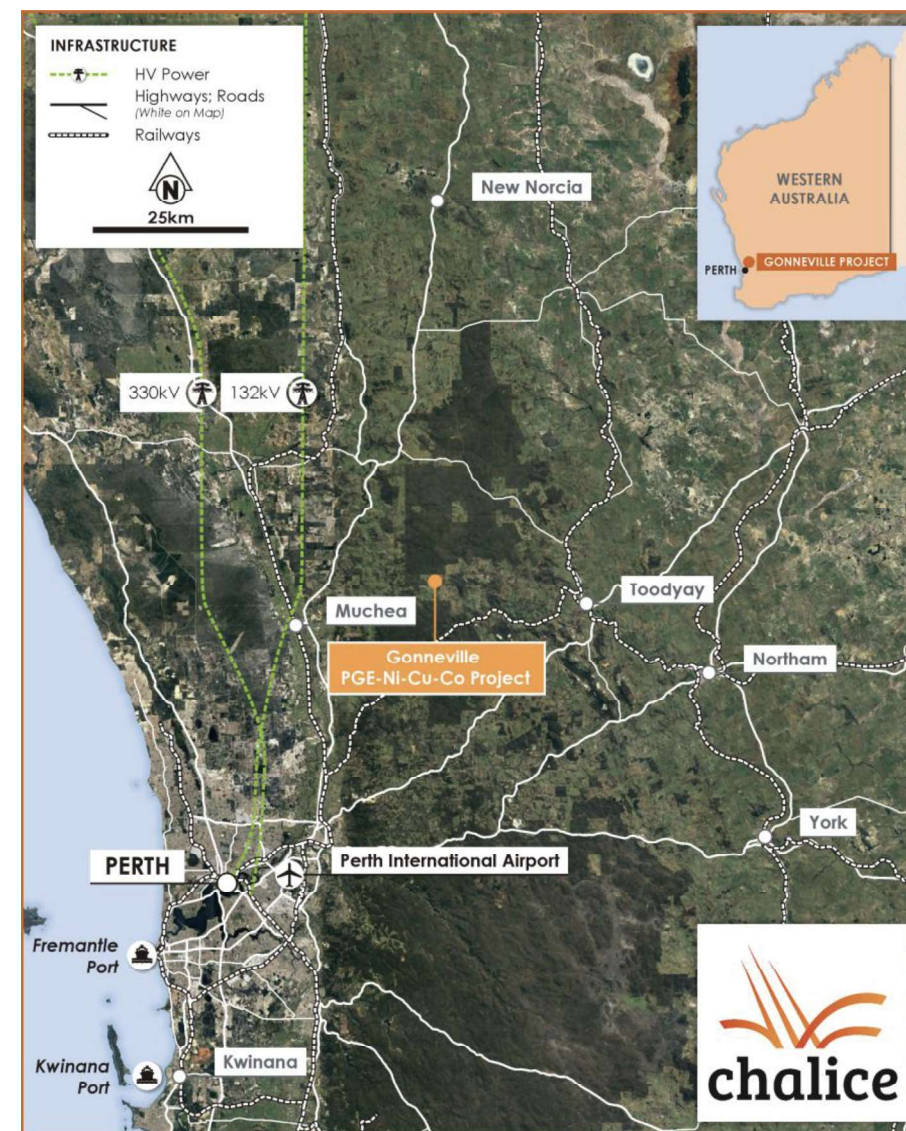 INFRASTRUCTURE
HV Power
Highways; Roads
(White on Map)
Railways
N
25km
New Norcia
WESTERN
AUSTRALIA
PERTH
GONNEVILLE PROJECT
330kV
132kV
Muchea
Toodyay
Gonneville
PGE-Ni-Cu-Co Project
Northam
York
PERTH
Perth International Airport
Fremantle
Port
Kwinana
Port
Kwinana
chalice